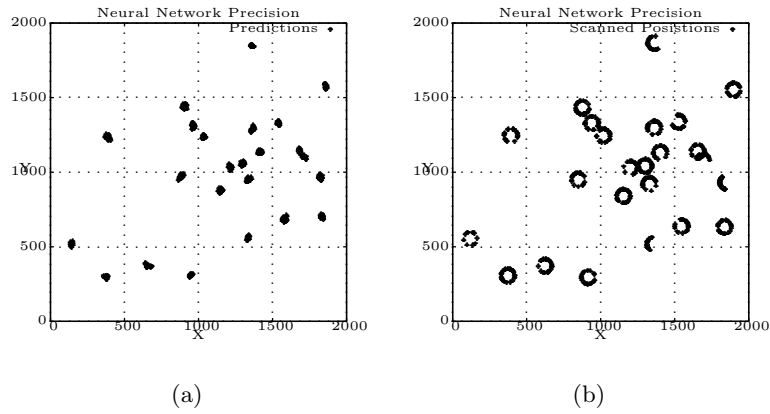 Neural Network Precision
Predictions
2000
1500
Y
1000
500
0
0 500 1000 1500 2000
X
(a)
Neural Network Precision
Scanned Posistions
2000
1500
Y
1000
500
0
0 500 1000 1500 2000
X
(b)